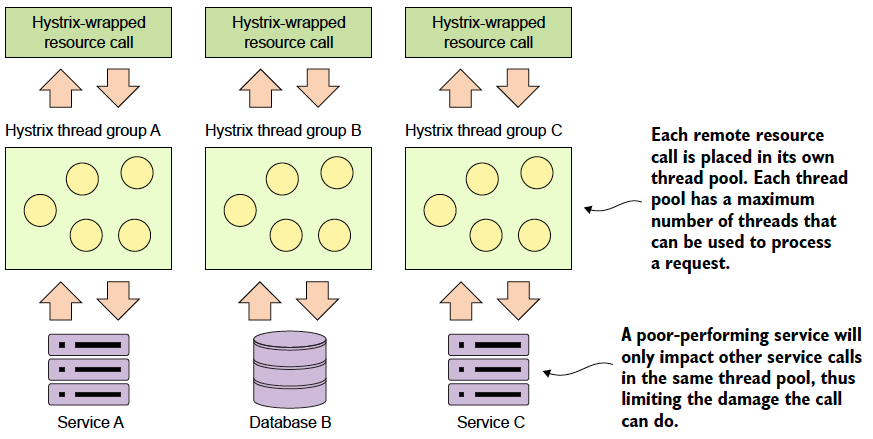 Hystrix-wrapped
resource call
Hystrix-wrapped
resource call
Hystrix-wrapped
resource call
Hystrix thread group A
Hystrix thread group B
Hystrix thread group C
Each remote resource
call is placed in its own
thread pool. Each thread
pool has a maximum
number of threads that
can be used to process
a request.
A poor-performing service will
only impact other service calls
in the same thread pool, thus
limiting the damage the call
can do.
Service A
Database B
Service C